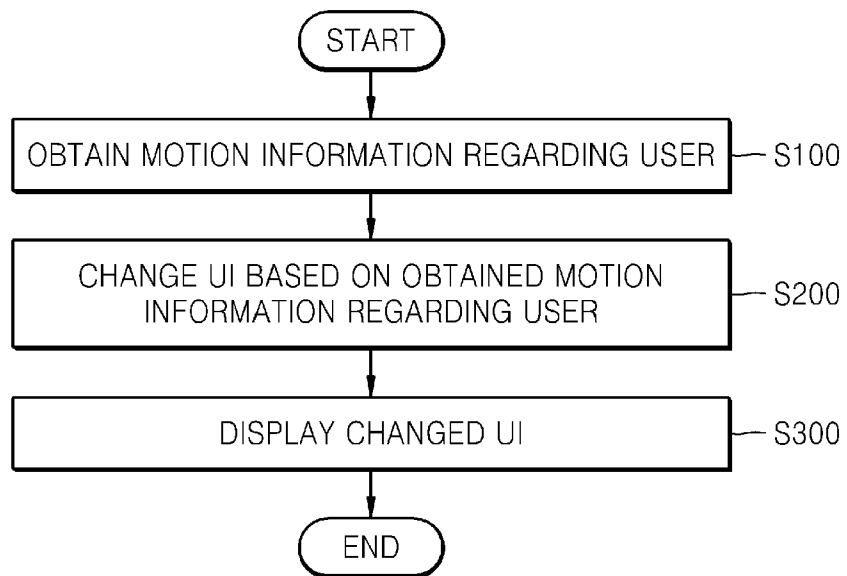 START
OBTAIN MOTION INFORMATION REGARDING USER
S100
CHANGE UI BASED ON OBTAINED MOTION
INFORMATION REGARDING USER
S200
DISPLAY CHANGED UI
S300
END